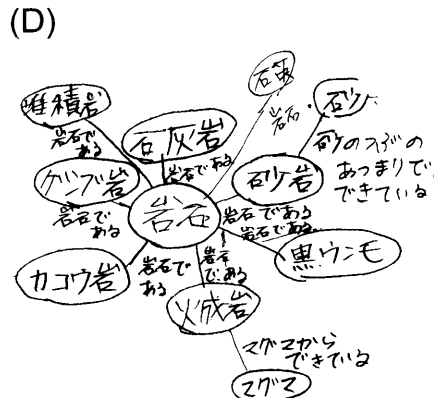 (D)
堆積岩
岩石で
ある
石灰岩
岩石である
ゲンブ岩
岩石で
ある
岩石
カコウ岩
岩石で
ある
岩石
で
ある
火成岩
マグマから
できている
マグマ
岩石である
岩石である
黒ウンモ
砂岩
岩石
砂
砂のつぶの
あつまりで
できている